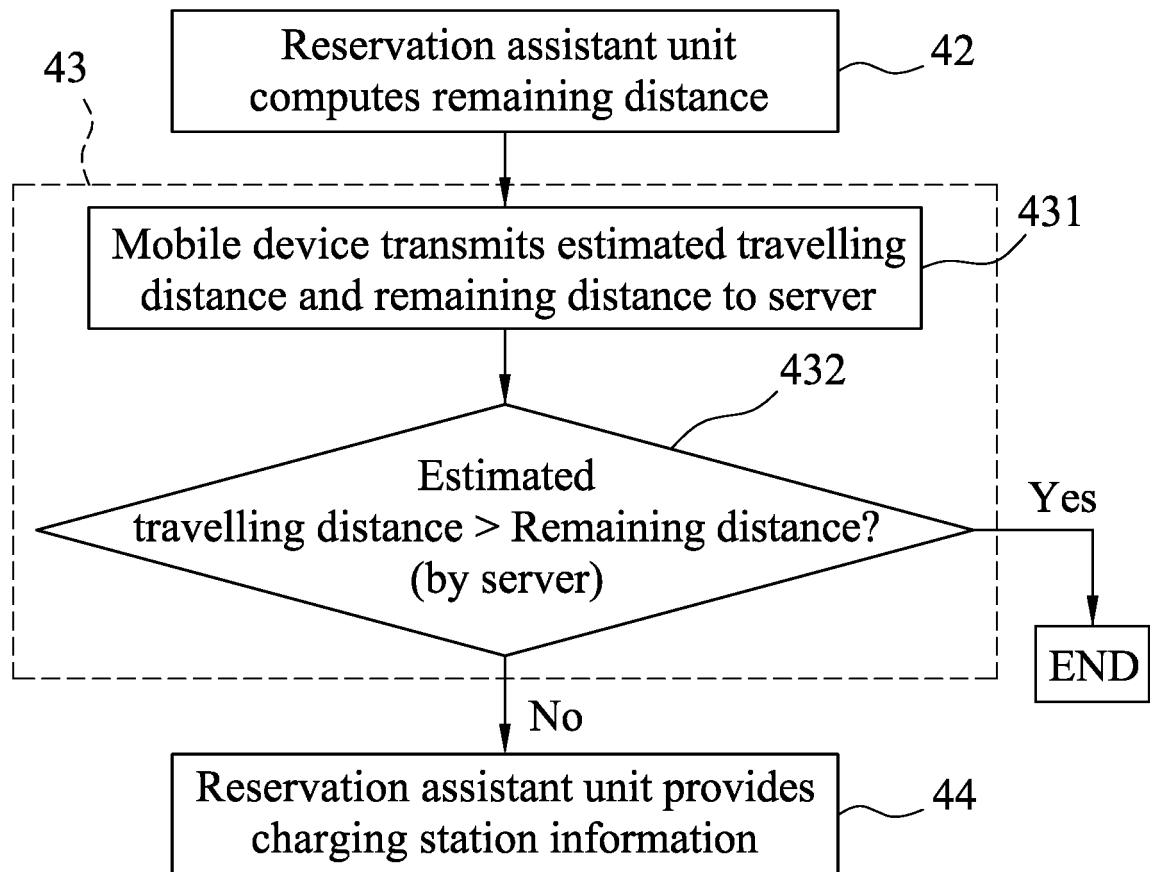 Reservation assistant unit
computes remaining distance
42
43
Mobile device transmits estimated travelling
distance and remaining distance to server
431
432
Estimated
travelling distance > Remaining distance?
(by server)
Yes
END
No
Reservation assistant unit provides
charging station information
44